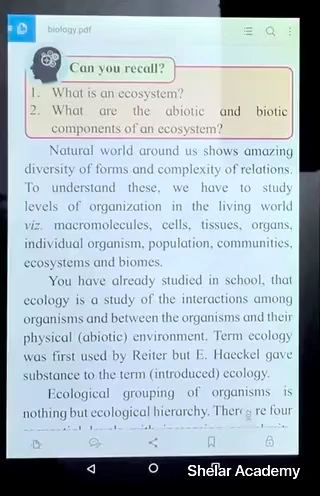 biology.pdf
Can you recall?
1. What is an ecosystem?
2. What are the abiotic and biotic
components of an ecosystem?
Natural world around us shows amazing
diversity of forms and complexity of relations.
To understand these, we have to study
levels of organization in the living world
viz. macromolecules, cells, tissues, organs,
individual organism, population, communities,
ecosystems and biomes.
You have already studied in school, that
ecology is a study of the interactions among
organisms and between the organisms and their
physical (abiotic) environment. Term ecology
was first used by Reiter but E. Haeckel gave
substance to the term (introduced) ecology.
Ecological grouping of organisms is
nothing but ecological hierarchy. There re four
Shelar Academy